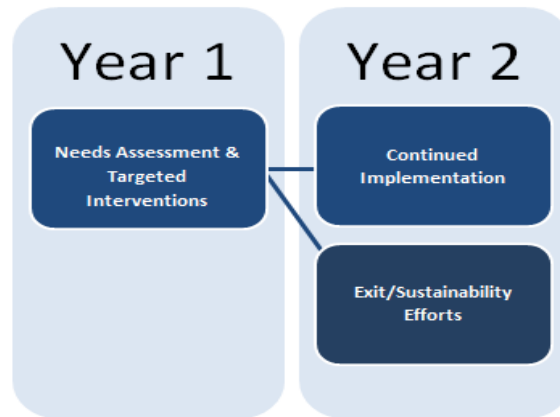 Year 1
Needs Assessment &
Targeted
Interventions
Year 2
Continued
Implementation
Exit/Sustainability
Efforts